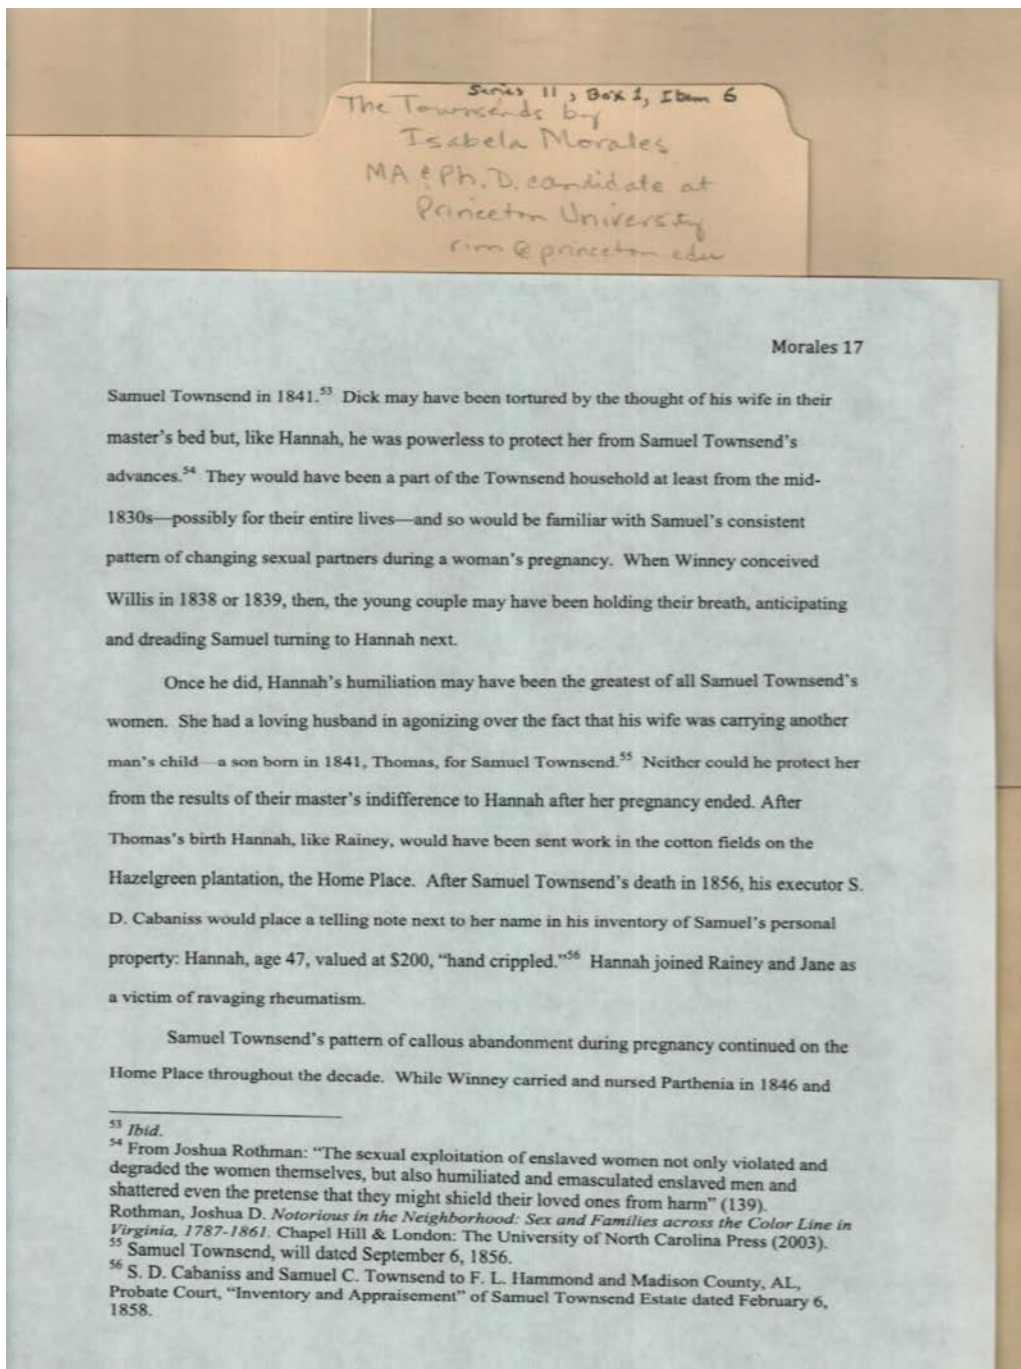 Series 11, Box 1, Item 6
The Townsends by
Isabela Morales
MA & Ph.D. candidate at
Princeton University
rim@princeton.edu
Morales 17
Samuel Townsend in 1841.53 Dick may have been tortured by the thought of his wife in their
master's bed but, like Hannah, he was powerless to protect her from Samuel Townsend's
advances.54 They would have been a part of the Townsend household at least from the mid-
1830s—possibly for their entire lives—and so would be familiar with Samuel's consistent
pattern of changing sexual partners during a woman's pregnancy. When Winney conceived
Willis in 1838 or 1839, then, the young couple may have been holding their breath, anticipating
and dreading Samuel turning to Hannah next.
Once he did, Hannah's humiliation may have been the greatest of all Samuel Townsend's
women. She had a loving husband in agonizing over the fact that his wife was carrying another
man's child—a son born in 1841, Thomas, for Samuel Townsend.55 Neither could he protect her
from the results of their master's indifference to Hannah after her pregnancy ended. After
Thomas's birth Hannah, like Rainey, would have been sent work in the cotton fields on the
Hazelgreen plantation, the Home Place. After Samuel Townsend's death in 1856, his executor S.
D. Cabaniss would place a telling note next to her name in his inventory of Samuel's personal
property: Hannah, age 47, valued at $200, "hand crippled."56 Hannah joined Rainey and Jane as
a victim of ravaging rheumatism.
Samuel Townsend's pattern of callous abandonment during pregnancy continued on the
Home Place throughout the decade. While Winney carried and nursed Parthenia in 1846 and
53 Ibid.
54 From Joshua Rothman: "The sexual exploitation of enslaved women not only violated and
degraded the women themselves, but also humiliated and emasculated enslaved men and
shattered even the pretense that they might shield their loved ones from harm" (139).
Rothman, Joshua D. Notorious in the Neighborhood: Sex and Families across the Color Line in
Virginia, 1787-1861. Chapel Hill & London: The University of North Carolina Press (2003).
55 Samuel Townsend, will dated September 6, 1856.
56 S. D. Cabaniss and Samuel C. Townsend to F. L. Hammond and Madison County, AL,
Probate Court, "Inventory and Appraisement" of Samuel Townsend Estate dated February 6,
1858.